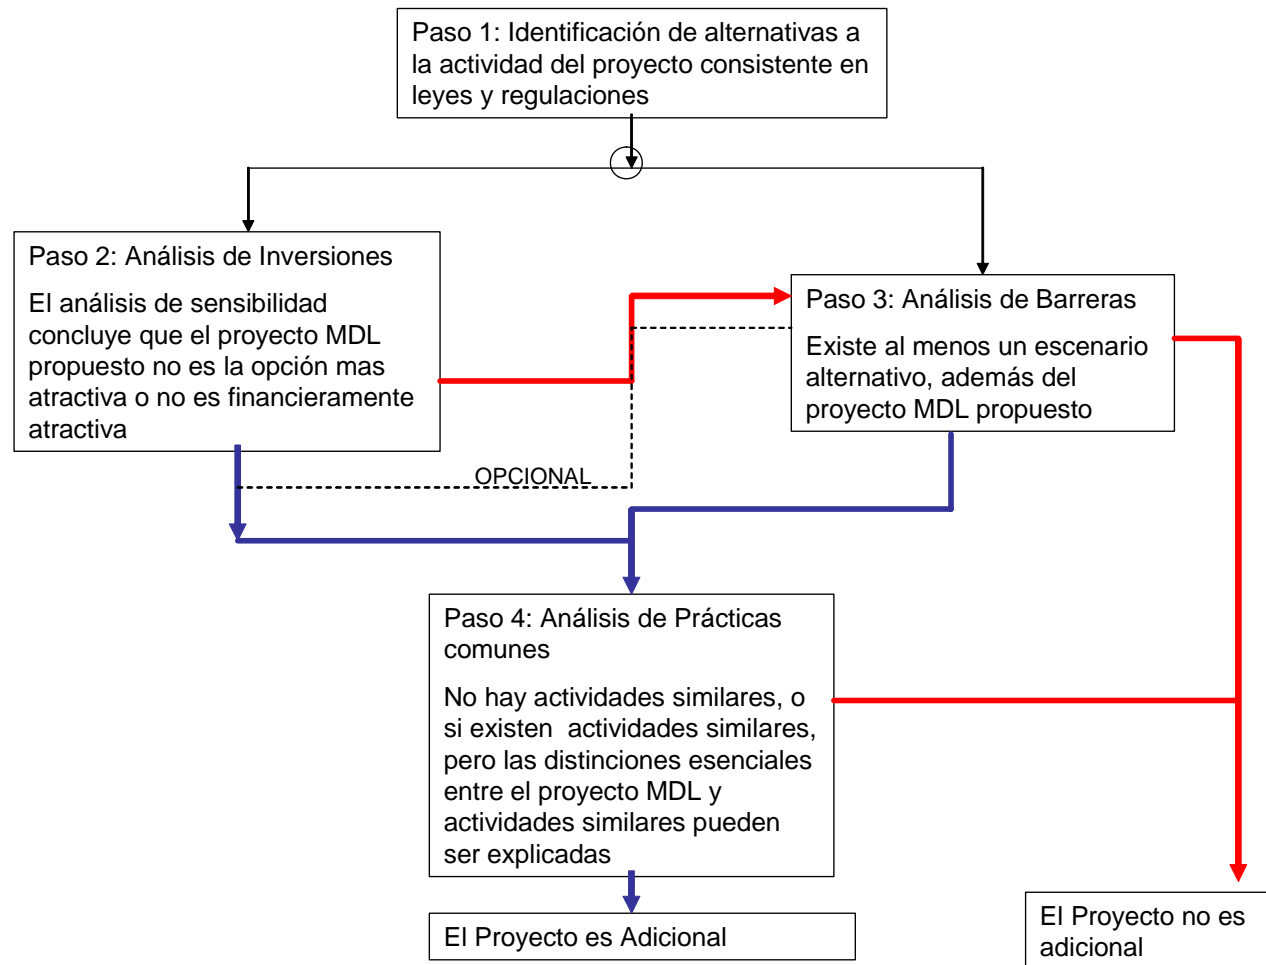 Paso 1: Identificación de alternativas a
la actividad del proyecto consistente en
leyes y regulaciones
Paso 2: Análisis de Inversiones
El análisis de sensibilidad
concluye que el proyecto MDL
propuesto no es la opción mas
atractiva o no es financieramente
atractiva
Paso 3: Análisis de Barreras
Existe al menos un escenario
alternativo, además del
proyecto MDL propuesto
OPCIONAL
Paso 4: Análisis de Prácticas
comunes
No hay actividades similares, o
si existen actividades similares,
pero las distinciones esenciales
entre el proyecto MDL y
actividades similares pueden
ser explicadas
El Proyecto es Adicional
El Proyecto no es
adicional